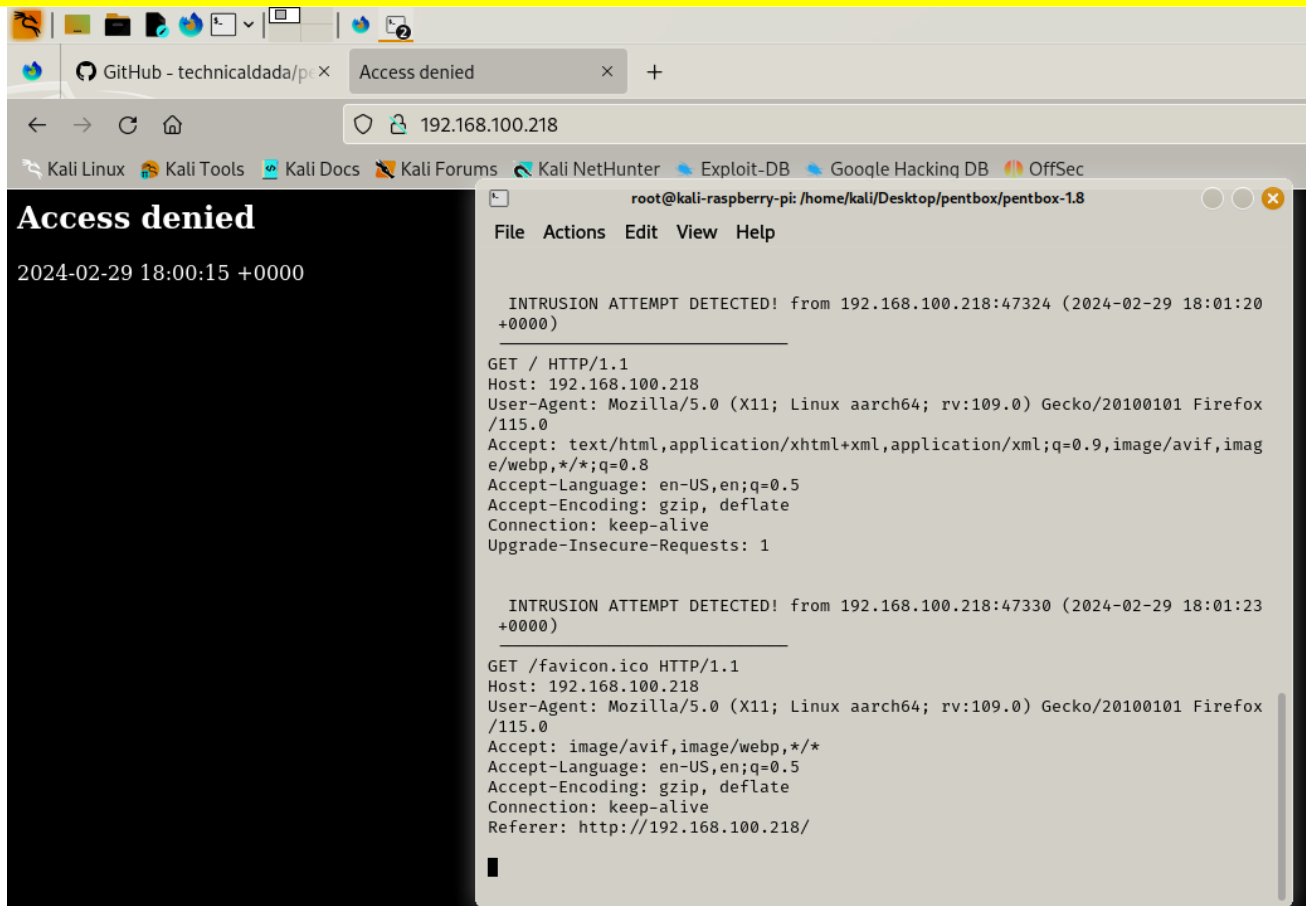 2
GitHub - technicaldada/pe
Access denied
192.168.100.218
Kali Linux Kali Tools Kali Docs Kali Forums Kali NetHunter Exploit-DB Google Hacking DB OffSec
Access denied
2024-02-29 18:00:15 +0000
root@kali-raspberry-pi: /home/kali/Desktop/pentbox/pentbox-1.8
File Actions Edit View Help
INTRUSION ATTEMPT DETECTED! from 192.168.100.218:47324 (2024-02-29 18:01:20
+0000)
GET / HTTP/1.1
Host: 192.168.100.218
User-Agent: Mozilla/5.0 (X11; Linux aarch64; rv:109.0) Gecko/20100101 Firefox
/115.0
Accept: text/html,application/xhtml+xml,application/xml;q=0.9,image/avif,imag
e/webp,*/*;q=0.8
Accept-Language: en-US,en;q=0.5
Accept-Encoding: gzip, deflate
Connection: keep-alive
Upgrade-Insecure-Requests: 1
INTRUSION ATTEMPT DETECTED! from 192.168.100.218:47330 (2024-02-29 18:01:23
+0000)
GET /favicon.ico HTTP/1.1
Host: 192.168.100.218
User-Agent: Mozilla/5.0 (X11; Linux aarch64; rv:109.0) Gecko/20100101 Firefox
/115.0
Accept: image/avif,image/webp,*/*
Accept-Language: en-US,en;q=0.5
Accept-Encoding: gzip, deflate
Connection: keep-alive
Referer: http://192.168.100.218/